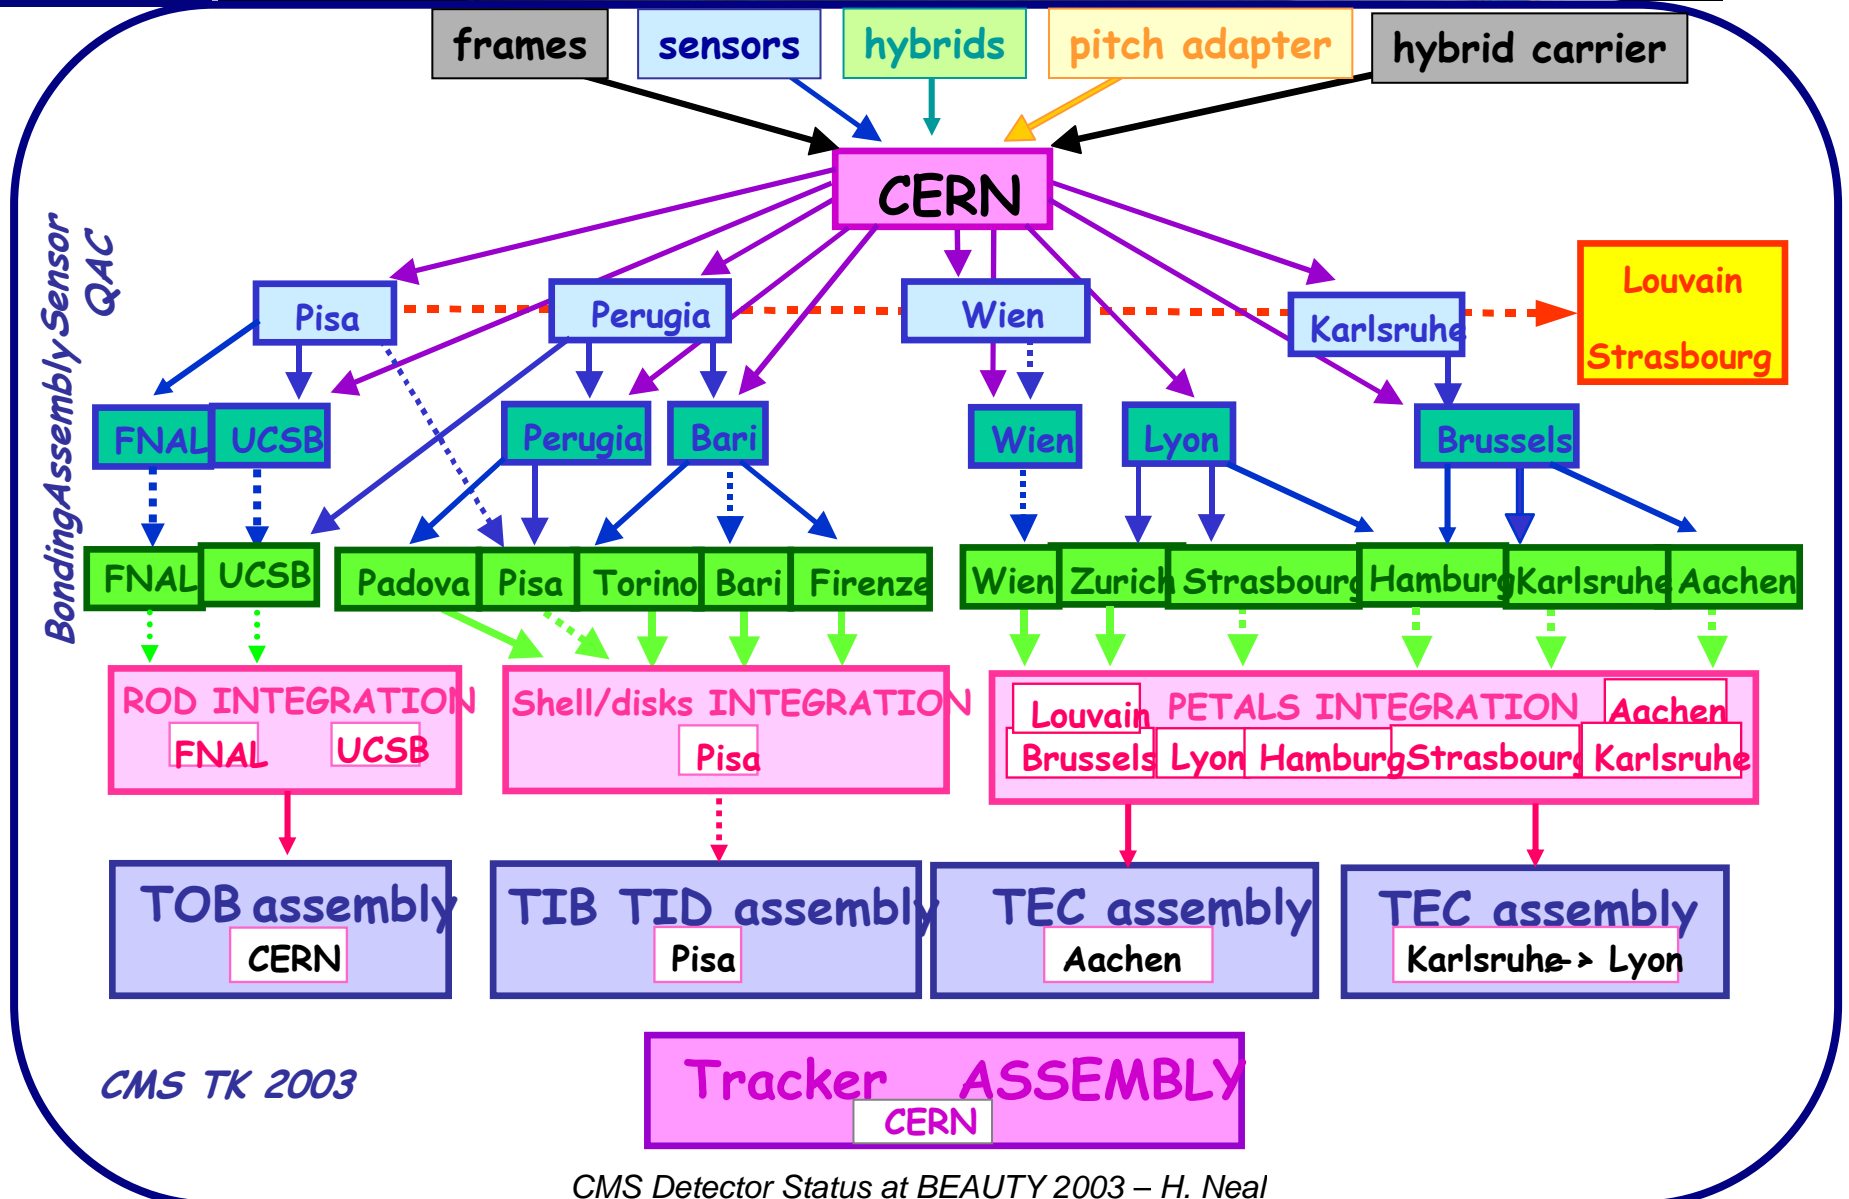 frames
sensors
hybrids
pitch adapter
hybrid carrier
CERN
Sensor
QAC
Assembly
Bonding
Pisa
Perugia
Wien
Karlsruhe
Louvain
Strasbourg
FNAL
UCSB
Perugia
Bari
Wien
Lyon
Brussels
FNAL
UCSB
Padova
Pisa
Torino
Bari
Firenze
Wien
Zurich
Strasbourg
Hamburg
Karlsruhe
Aachen
ROD INTEGRATION
FNAL
UCSB
Shell/disks INTEGRATION
Pisa
PETALS INTEGRATION
Louvain
Aachen
Brussels
Lyon
Hamburg
Strasbourg
Karlsruhe
TOB assembly
CERN
TIB TID assembly
Pisa
TEC assembly
Aachen
TEC assembly
Karlsruhe-> Lyon
Tracker ASSEMBLY
CERN
CMS TK 2003
CMS Detector Status at BEAUTY 2003 – H. Neal